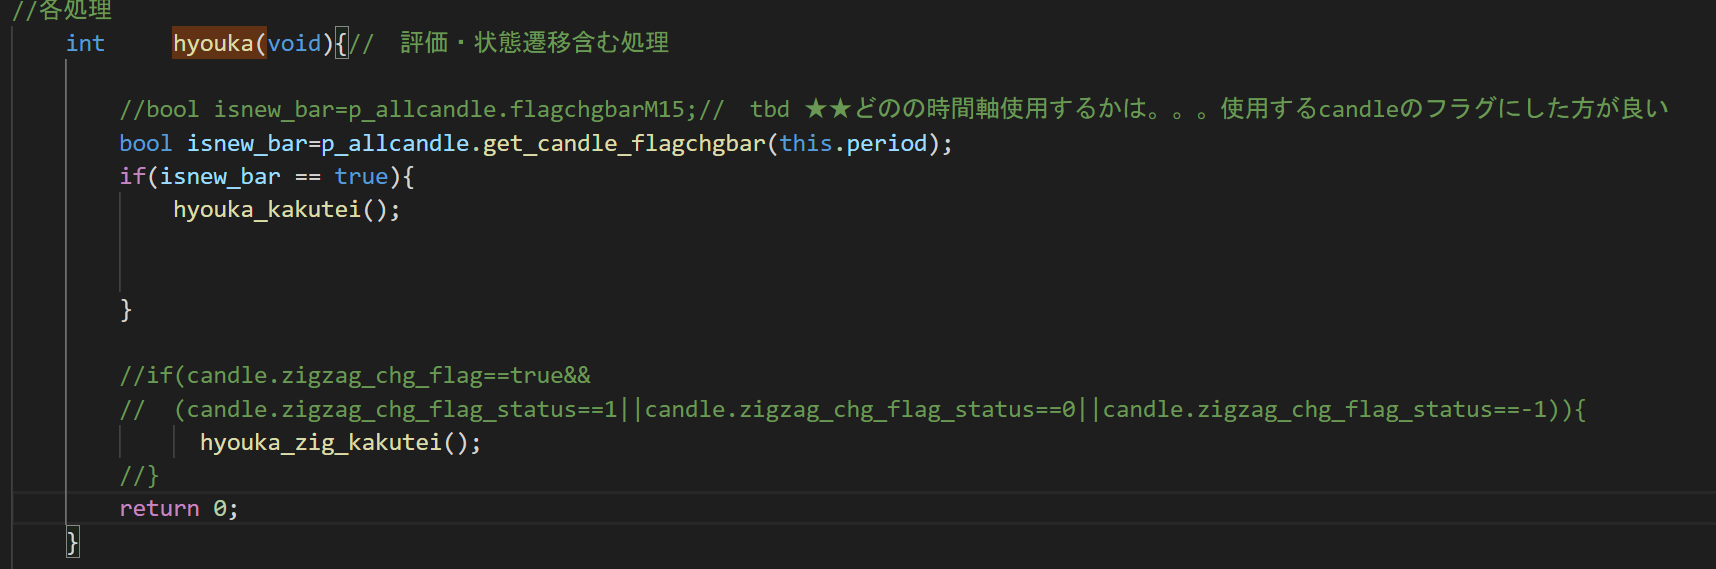 //各処理
int hyouka(void){// 評価・状態遷移含む処理
//bool isnew_bar=p_allcandle.flagchgbarM15;// tbd ★★どのの時間軸使用するかは。。。使用するcandleのフラグにした方が良い
bool isnew_bar=p_allcandle.get_candle_flagchgbar(this.period);
if(isnew_bar == true){
hyouka_kakutei();
}
//if(candle.zigzag_chg_flag==true&&
// (candle.zigzag_chg_flag_status==1||candle.zigzag_chg_flag_status==0||candle.zigzag_chg_flag_status==-1)){
hyouka_zig_kakutei();
//}
return 0;
}